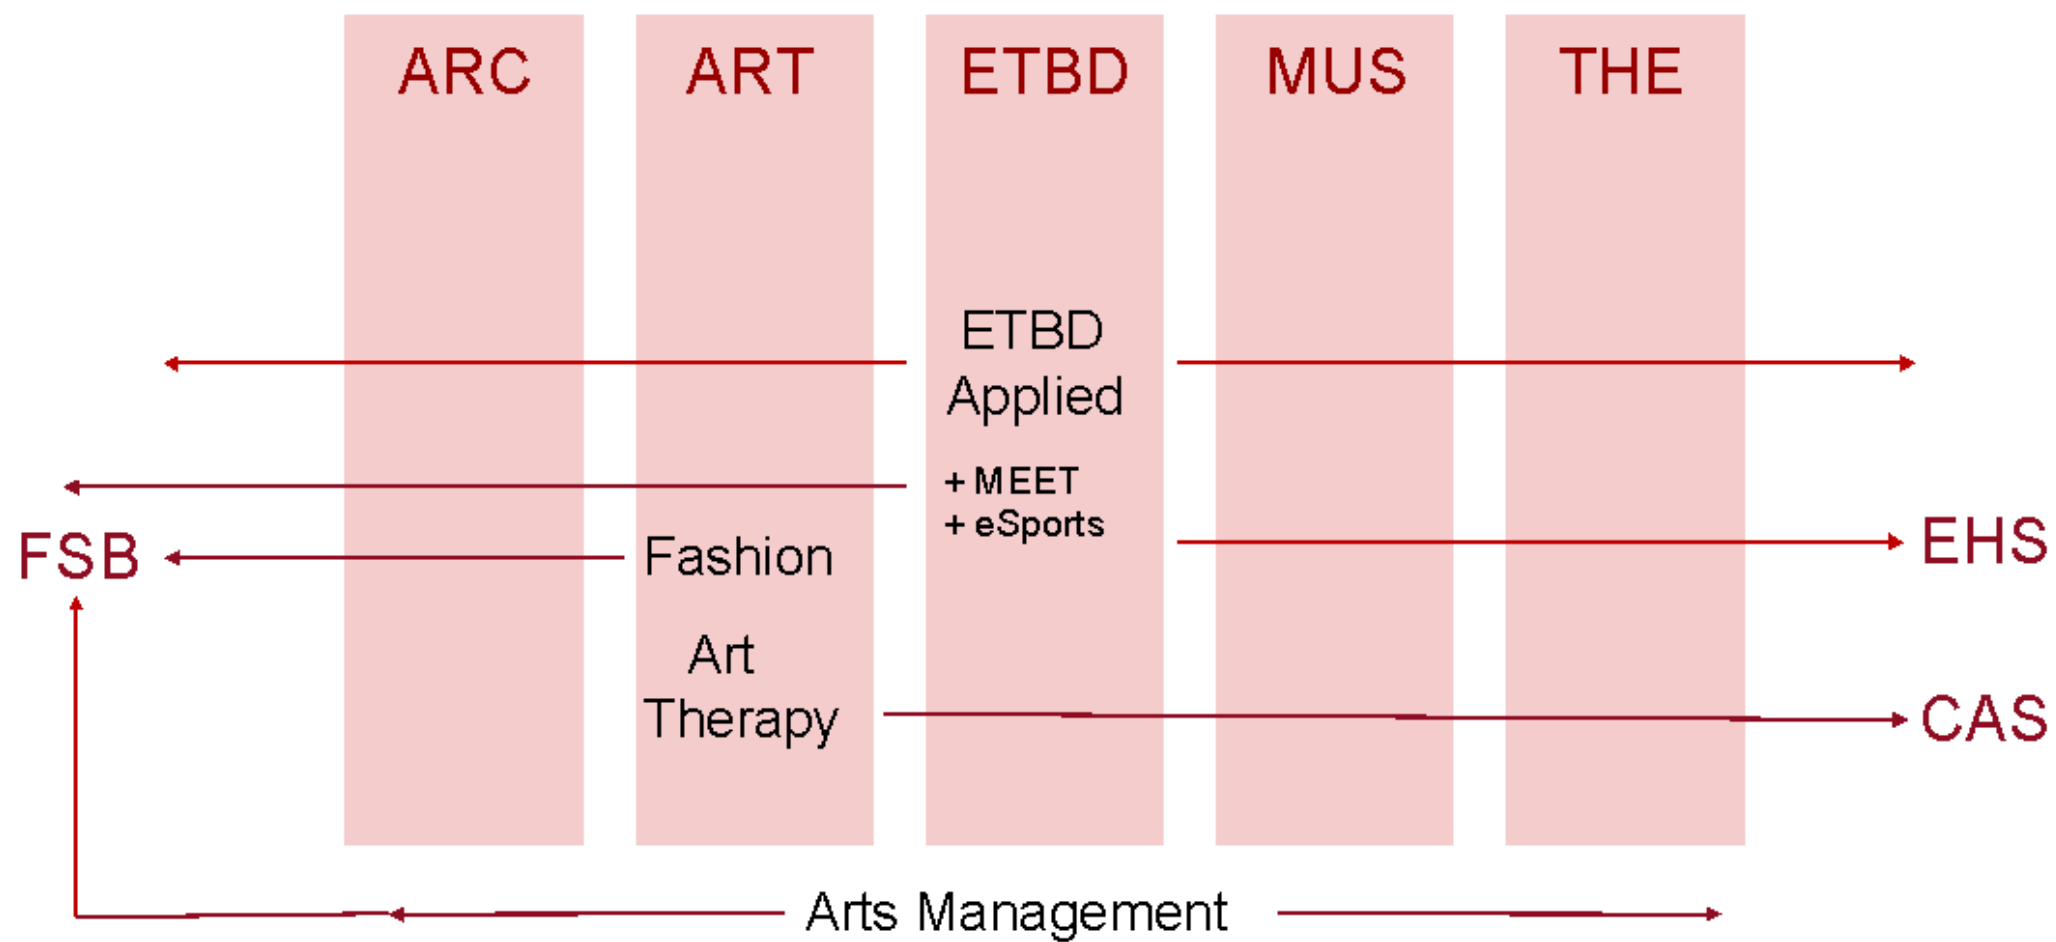 ARC ART ETBD MUS THE
ETBD
Applied
+ MEET
+ eSports
FSB
Fashion
EHS
Art
Therapy
CAS
Arts Management